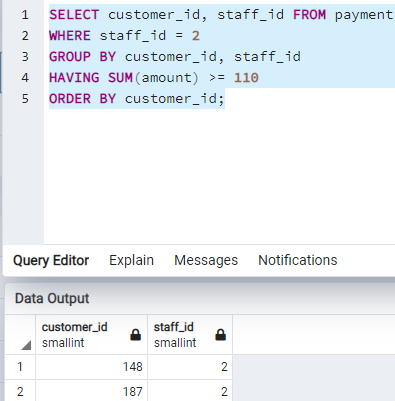 1 SELECT customer_id, staff_id FROM payment
2 WHERE staff_id = 2
3 GROUP BY customer_id, staff_id
4 HAVING SUM(amount) >= 110
5 ORDER BY customer_id;
Query Editor Explain Messages Notifications
Data Output
customer_id staff_id
smallint smallint
1 148 2
2 187 2